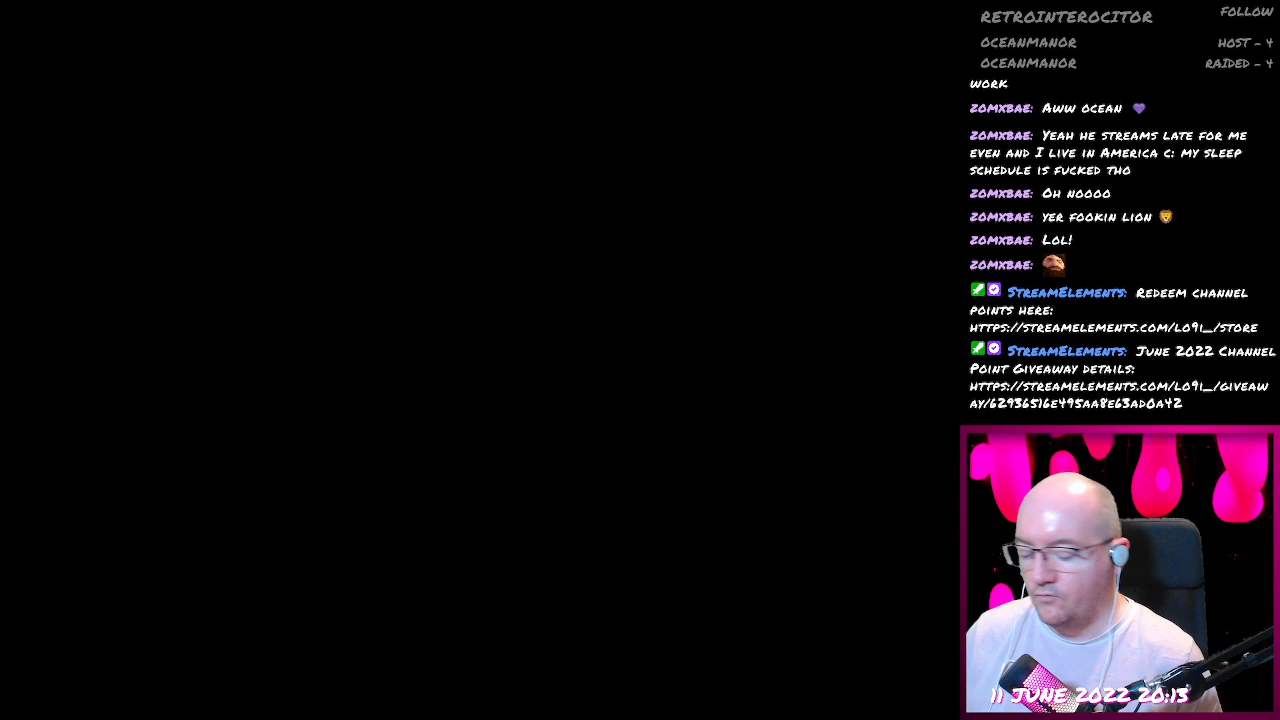 RETROINTEROCITOR FOLLOW
OCEANMANOR HOST - 4
OCEANMANOR RAIDED - 4
WORK
ZOMXBAE: AWW OCEAN 💜
ZOMXBAE: YEAH HE STREAMS LATE FOR ME
EVEN AND I LIVE IN AMERICA C: MY SLEEP
SCHEDULE IS FUCKED THO
ZOMXBAE: OH NOOOO
ZOMXBAE: YER FOOKIN LION 🦁
ZOMXBAE: LOL!
ZOMXBAE:
STREAMELEMENTS: REDEEM CHANNEL
POINTS HERE:
HTTPS://STREAMELEMENTS.COM/LO9I_/STORE
STREAMELEMENTS: JUNE 2022 CHANNEL
POINT GIVEAWAY DETAILS:
HTTPS://STREAMELEMENTS.COM/LO9I_/GIVEAW
AY/62936516E495AA8E63AD0A42
11 JUNE 2022 20:13